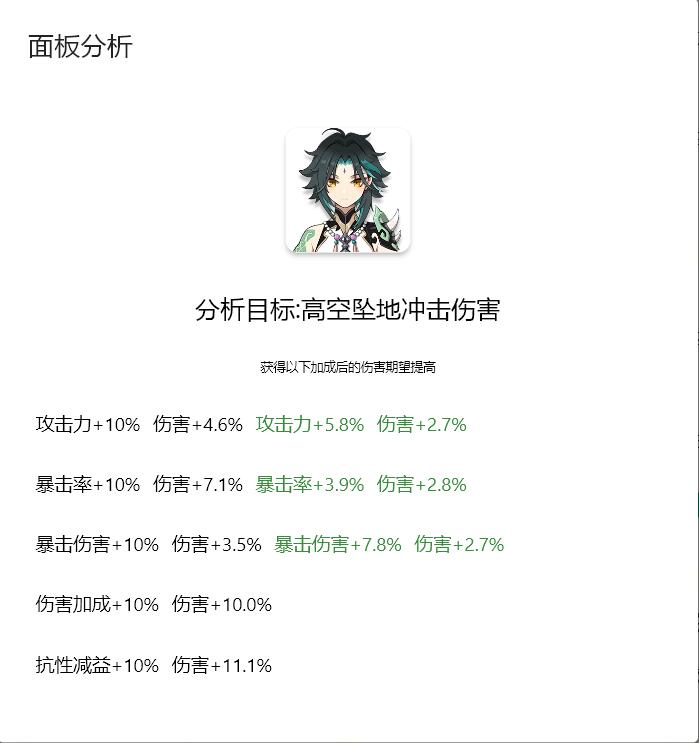 面板分析
分析目标:高空坠地冲击伤害
获得以下加成后的伤害期望提高
攻击力+10% 伤害+4.6% 攻击力+5.8% 伤害+2.7%
暴击率+10% 伤害+7.1% 暴击率+3.9% 伤害+2.8%
暴击伤害+10% 伤害+3.5% 暴击伤害+7.8% 伤害+2.7%
伤害加成+10% 伤害+10.0%
抗性减益+10% 伤害+11.1%